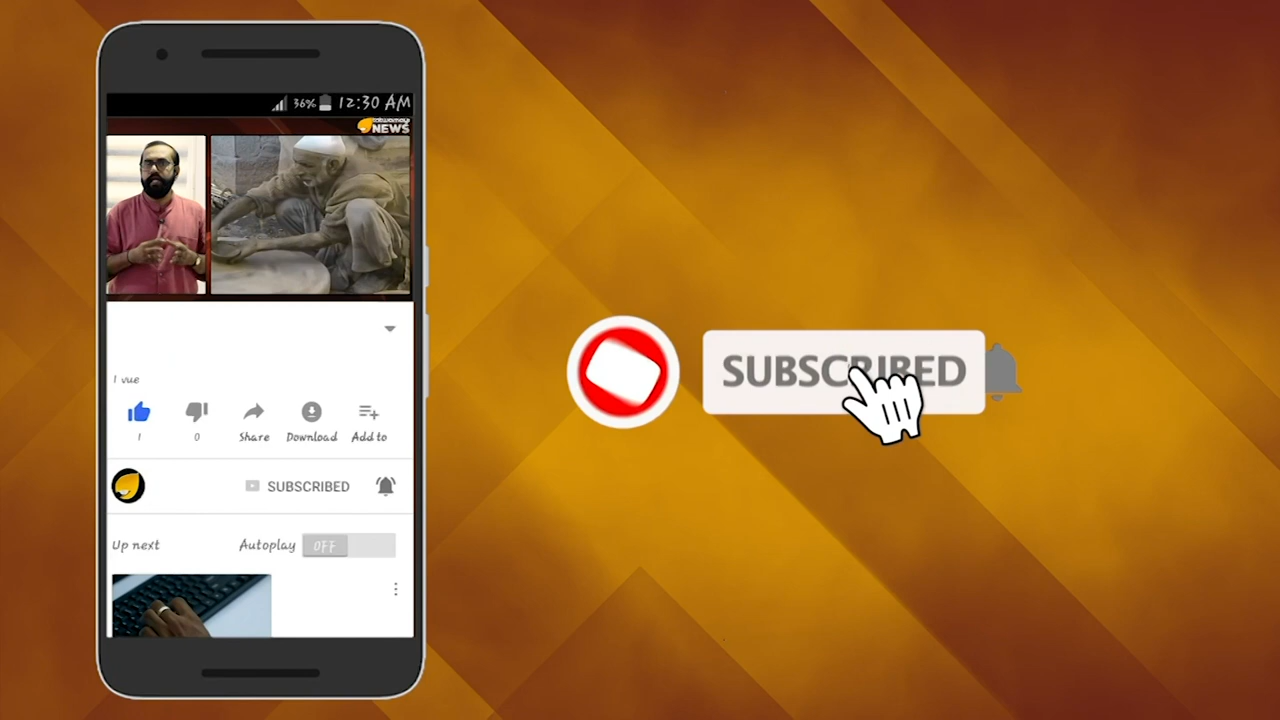 36%
12:30 AM
NEWS
1 vue
1
0
Share
Download
Add to
SUBSCRIBED
Up next
Autoplay
OFF
SUBSCRIBED